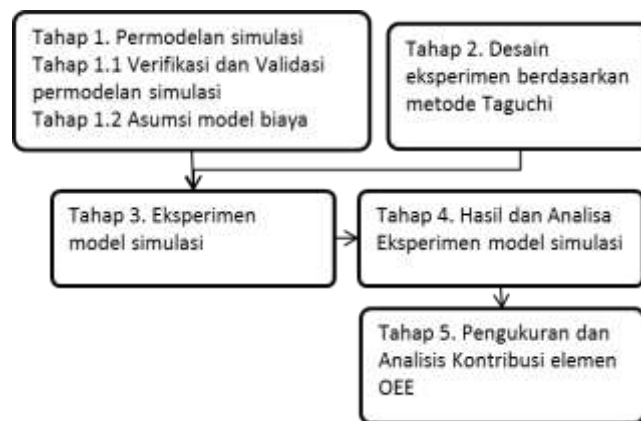 Tahap 1. Permodelan simulasi
Tahap 1.1 Verifikasi dan Validasi
permodelan simulasi
Tahap 1.2 Asumsi model biaya
Tahap 2. Desain
eksperimen berdasarkan
metode Taguchi
Tahap 3. Eksperimen
model simulasi
Tahap 4. Hasil dan Analisa
Eksperimen model simulasi
Tahap 5. Pengukuran dan
Analisis Kontribusi elemen
OEE